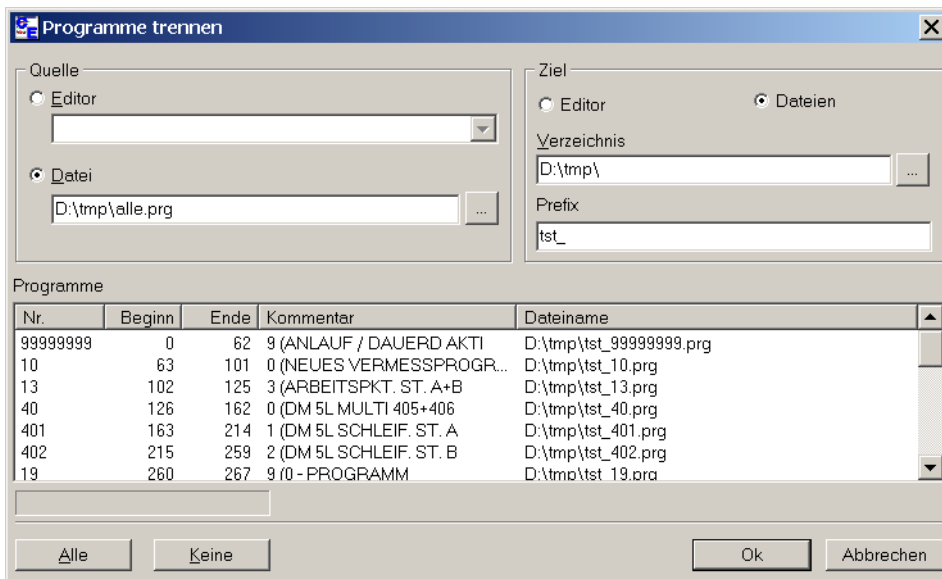 Programme trennen
Quelle
Editor
Datei
D:\tmp\alle.prg
...
Ziel
Editor
Dateien
Verzeichnis
D:\tmp\
...
Prefix
tst_
Programme
Nr. Beginn Ende Kommentar Dateiname
99999999 0 62 9 (ANLAUF / DAUERD AKTI D:\tmp\tst_99999999.prg
10 63 101 0 (NEUES VERMESSPROGR... D:\tmp\tst_10.prg
13 102 125 3 (ARBEITSPKT. ST. A+B D:\tmp\tst_13.prg
40 126 162 0 (DM 5L MULTI 405+406 D:\tmp\tst_40.prg
401 163 214 1 (DM 5L SCHLEIF. ST. A D:\tmp\tst_401.prg
402 215 259 2 (DM 5L SCHLEIF. ST. B D:\tmp\tst_402.prg
19 260 267 9 (0 - PROGRAMM D:\tmp\tst_19.prg
Alle
Keine
Ok
Abbrechen